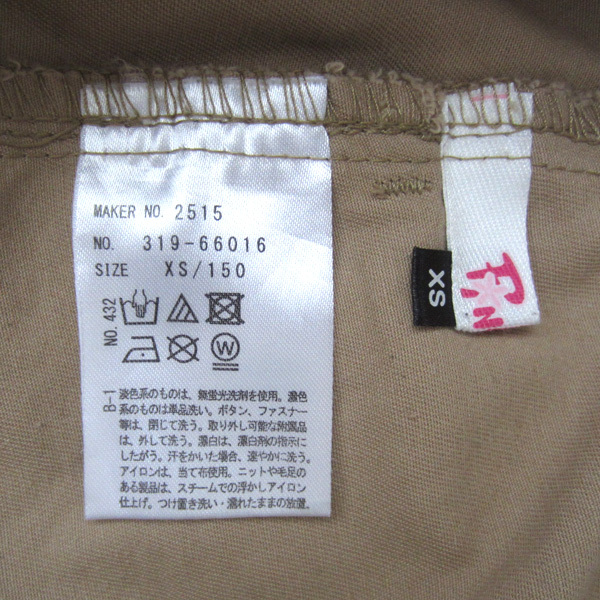 MAKER NO. 2515
NO. 319-66016
SIZE XS/150
NO. 432
W
B-1
淡色系のものは、無蛍光洗剤を使用。濃色
系のものは単品洗い。ボタン、ファスナー
等は、閉じて洗う。取り外し可能な附属品
は、外して洗う。漂白は、漂白剤の指示に
したがう。汗をかいた場合、速やかに洗う。
アイロンは、当て布使用。ニットや毛足の
ある製品は、スチームでの浮かしアイロン
仕上げ。つけ置き洗い・濡れたままの放置。
XS